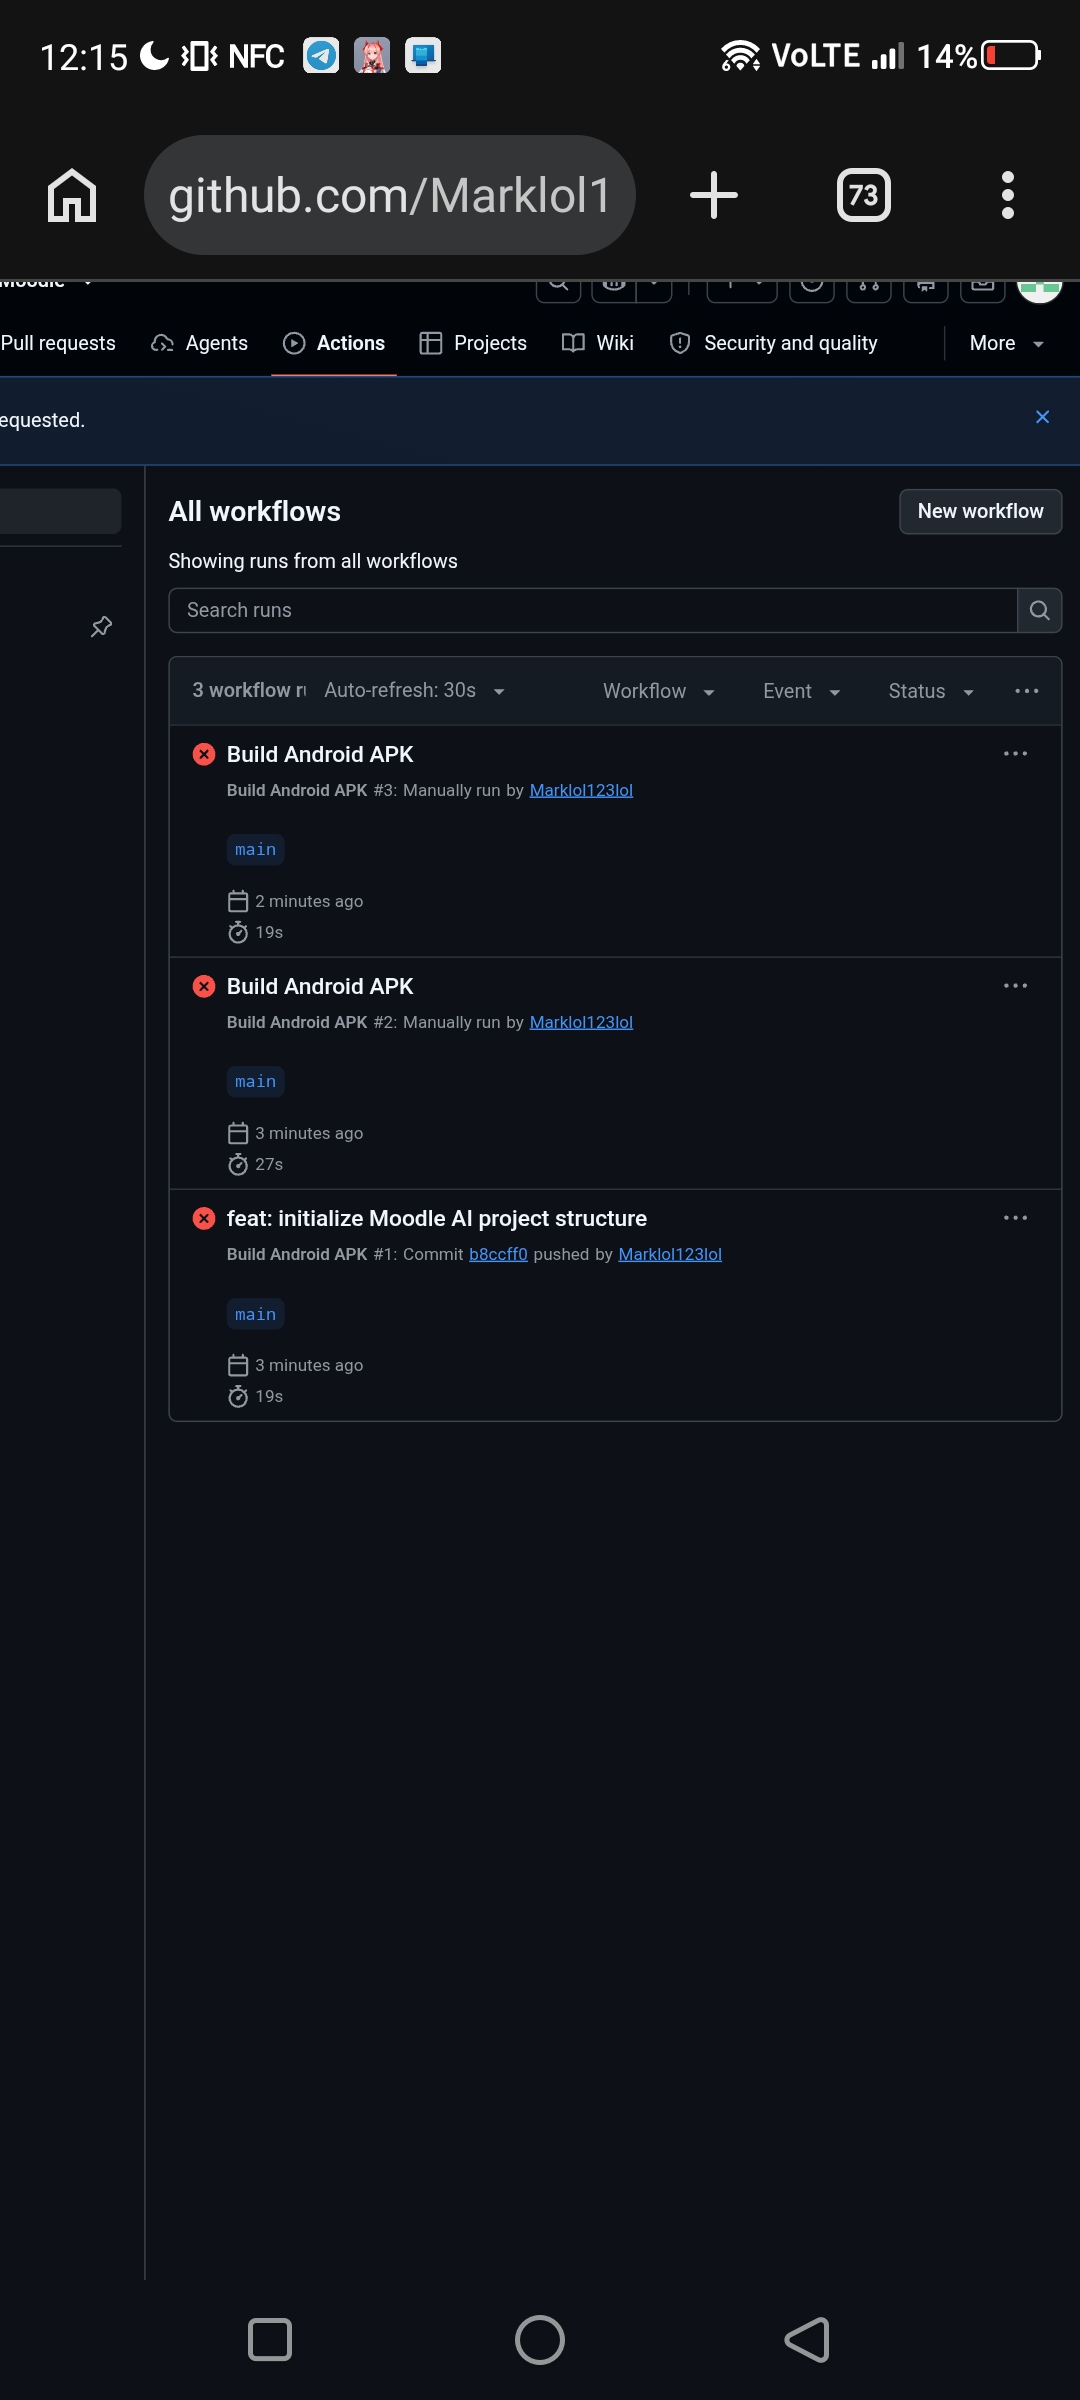 12:15 NFC VoLTE 14%
github.com/Marklol1
73
Moodle
Pull requests Agents Actions Projects Wiki Security and quality More
equested.
All workflows
New workflow
Showing runs from all workflows
Search runs
3 workflow r Auto-refresh: 30s Workflow Event Status
Build Android APK
Build Android APK #3: Manually run by Marklol123lol
main
2 minutes ago
19s
Build Android APK
Build Android APK #2: Manually run by Marklol123lol
main
3 minutes ago
27s
feat: initialize Moodle AI project structure
Build Android APK #1: Commit b8ccff0 pushed by Marklol123lol
main
3 minutes ago
19s